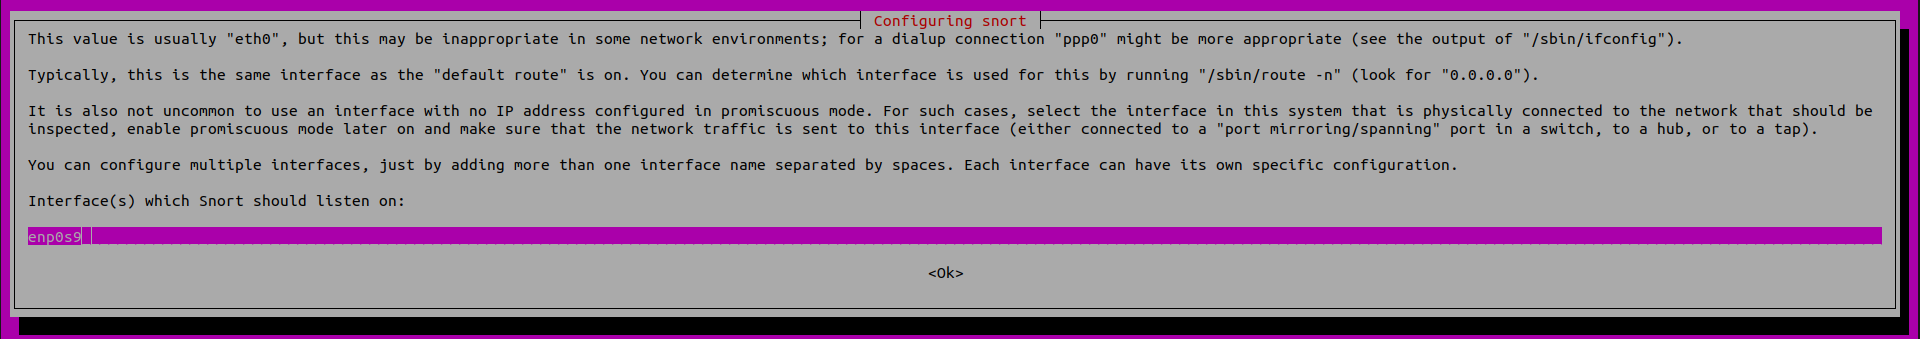 Configuring snort
This value is usually "eth0", but this may be inappropriate in some network environments; for a dialup connection "ppp0" might be more appropriate (see the output of "/sbin/ifconfig").
Typically, this is the same interface as the "default route" is on. You can determine which interface is used for this by running "/sbin/route -n" (look for "0.0.0.0").
It is also not uncommon to use an interface with no IP address configured in promiscuous mode. For such cases, select the interface in this system that is physically connected to the network that should be
inspected, enable promiscuous mode later on and make sure that the network traffic is sent to this interface (either connected to a "port mirroring/spanning" port in a switch, to a hub, or to a tap).
You can configure multiple interfaces, just by adding more than one interface name separated by spaces. Each interface can have its own specific configuration.
Interface(s) which Snort should listen on:
enp0s9
<Ok>